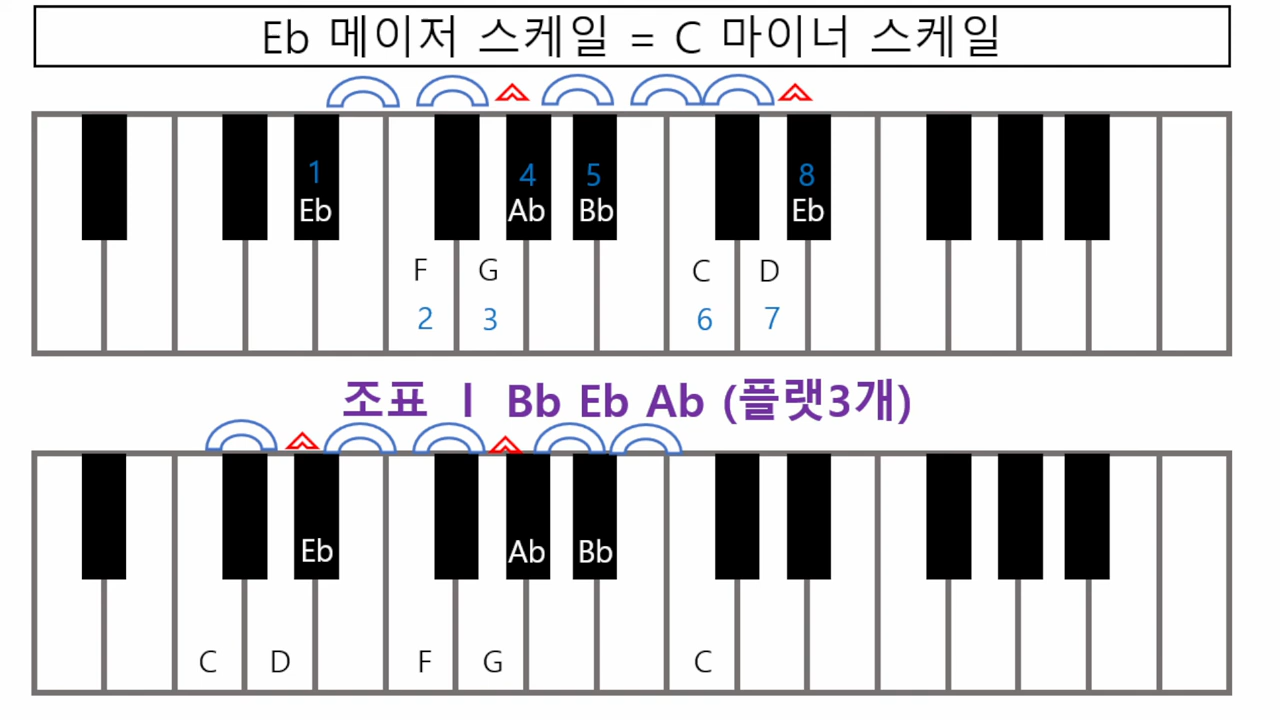 Eb 메이저 스케일 = C 마이너 스케일
1 4 5 8
Eb Ab Bb Eb
F G C D
2 3 6 7
조표 ㅣ Bb Eb Ab (플랫3개)
Eb Ab Bb
C D F G C